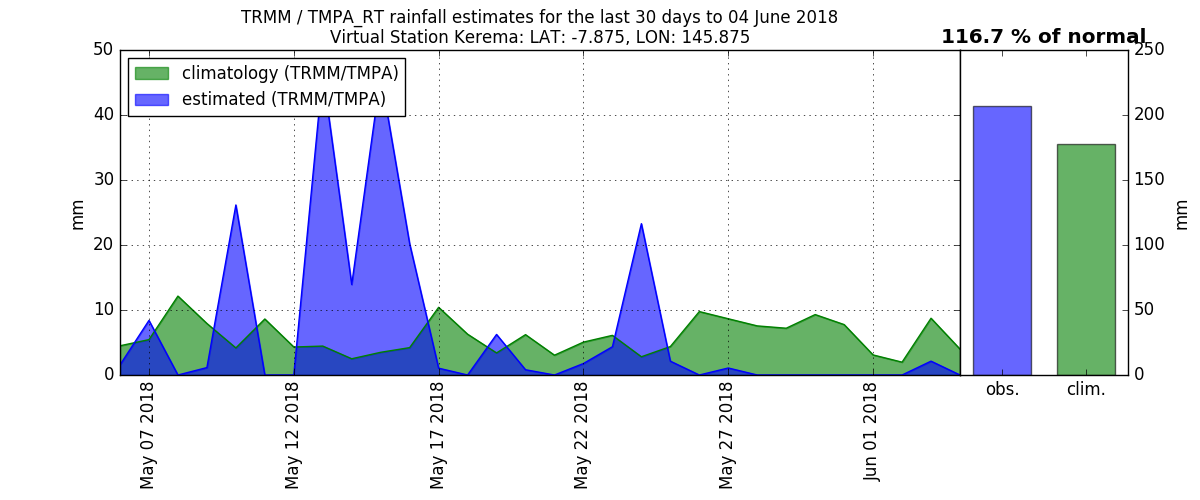 TRMM / TMPA_RT rainfall estimates for the last 30 days to 04 June 2018
Virtual Station Kerema: LAT: -7.875, LON: 145.875
116.7 % of normal
climatology (TRMM/TMPA)
estimated (TRMM/TMPA)
50
40
30
20
10
0
mm
May 07 2018
May 12 2018
May 17 2018
May 22 2018
May 27 2018
Jun 01 2018
obs.
clim.
250
200
150
100
50
0
mm